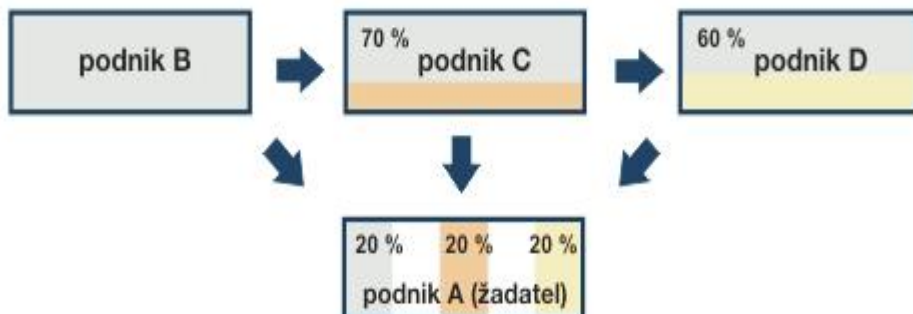 podnik B
70 %
podnik C
60 %
podnik D
20 % 20 % 20 %
podnik A (žadatel)